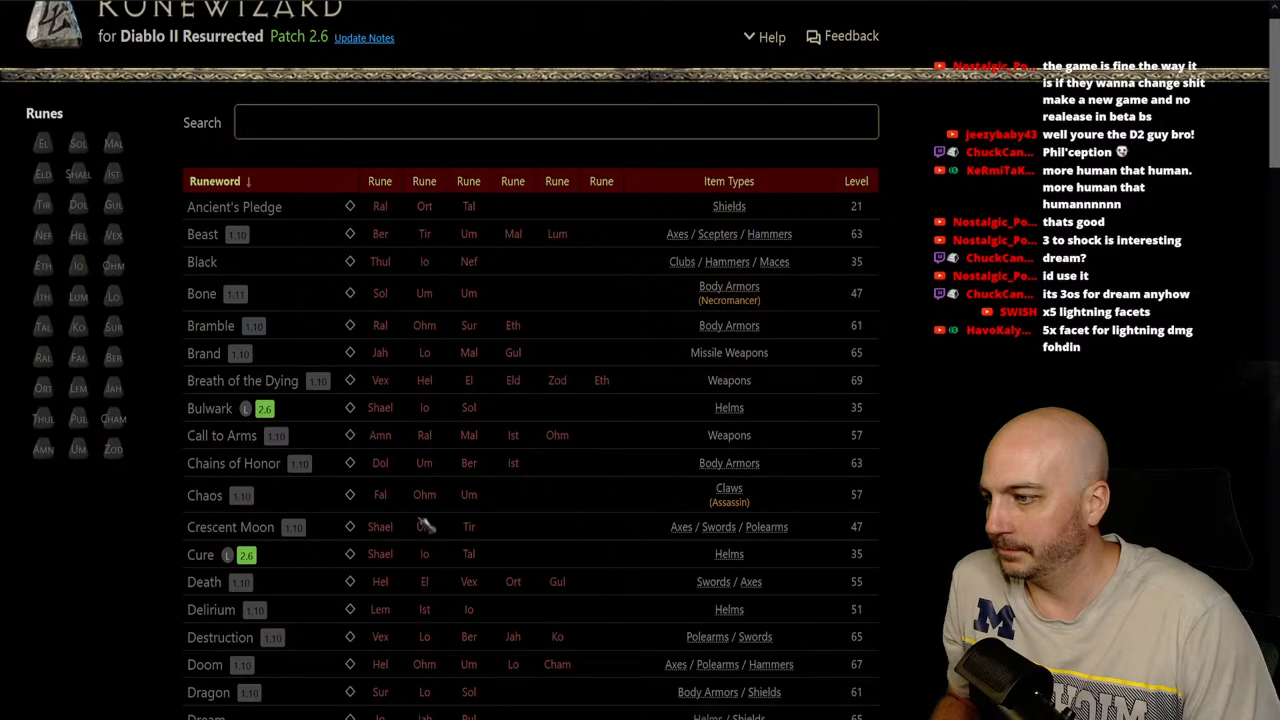 RUNEWIZARD
for Diablo II Resurrected Patch 2.6 Update Notes
Help Feedback
Runes
EL SOL MAL
ELD SHAEL IST
TIR DOL GUL
NEF HEL VEX
ETH IO OHM
ITH LUM LO
TAL KO SUR
RAL FAL BER
ORT LEM JAH
THUL PUL CHAM
AMN UM ZOD
Search
Runeword ↓ Rune Rune Rune Rune Rune Rune Item Types Level
Ancient's Pledge Ral Ort Tal Shields 21
Beast 1.10 Ber Tir Um Mal Lum Axes / Scepters / Hammers 63
Black Thul Io Nef Clubs / Hammers / Maces 35
Bone 1.11 Sol Um Um Body Armors (Necromancer) 47
Bramble 1.10 Ral Ohm Sur Eth Body Armors 61
Brand 1.10 Jah Lo Mal Gul Missile Weapons 65
Breath of the Dying 1.10 Vex Hel El Eld Zod Eth Weapons 69
Bulwark L 2.6 Shael Io Sol Helms 35
Call to Arms 1.10 Amn Ral Mal Ist Ohm Weapons 57
Chains of Honor 1.10 Dol Um Ber Ist Body Armors 63
Chaos 1.10 Fal Ohm Um Claws (Assassin) 57
Crescent Moon 1.10 Shael Tir Axes / Swords / Polearms 47
Cure L 2.6 Shael Io Tal Helms 35
Death 1.10 Hel El Vex Ort Gul Swords / Axes 55
Delirium 1.10 Lem Ist Io Helms 51
Destruction 1.10 Vex Lo Ber Jah Ko Polearms / Swords 65
Doom 1.10 Hel Ohm Um Lo Cham Axes / Polearms / Hammers 67
Dragon 1.10 Sur Lo Sol Body Armors / Shields 61
Dream Io Jah Pul Helms / Shields 65
Nostalgic_Po... the game is fine the way it
is if they wanna change shit
make a new game and no
realease in beta bs
jeezybaby43 well youre the D2 guy bro!
ChuckCan... Phil'ception
KeRmiTaK... more human that human.
more human that
humannnnnn
Nostalgic_Po... thats good
Nostalgic_Po... 3 to shock is interesting
ChuckCan... dream?
Nostalgic_Po... id use it
ChuckCan... its 3os for dream anyhow
SWISH x5 lightning facets
HavoKaly... 5x facet for lightning dmg
fohdin
M